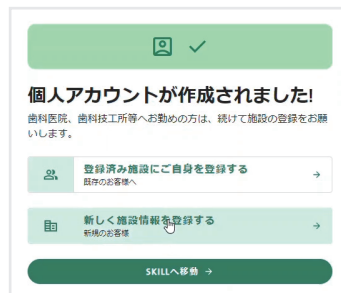 個人アカウントが作成されました!
歯科医院、歯科技工所等へお勤めの方は、続けて施設の登録をお願
いします。
登録済み施設にご自身を登録する
既存のお客様へ
新しく施設情報を登録する
新規のお客様
SKILLへ移動 →